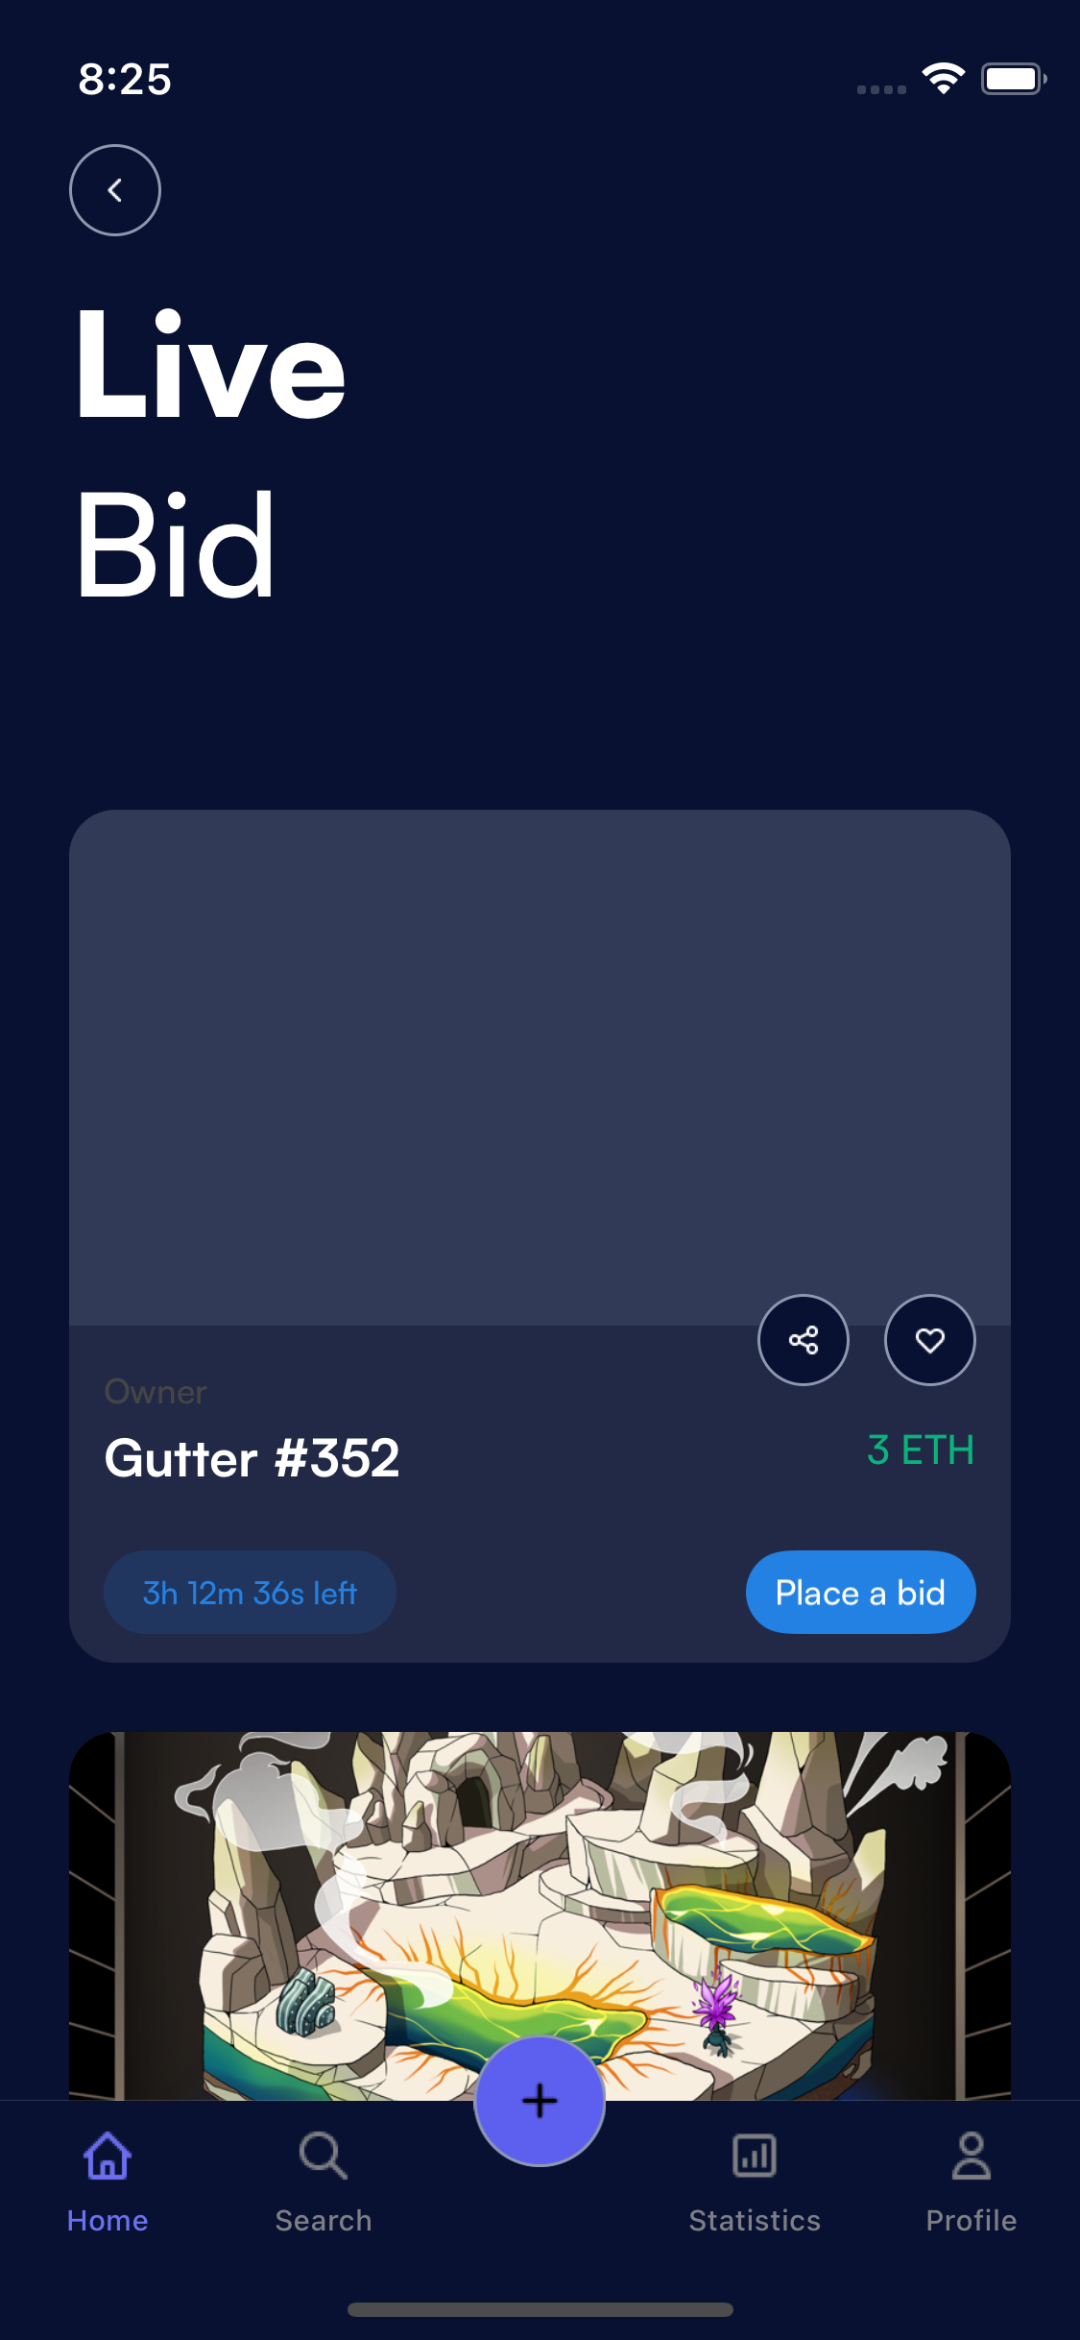 8:25
Live
Bid
Owner
Gutter #352
3 ETH
3h 12m 36s left
Place a bid
Home
Search
Statistics
Profile